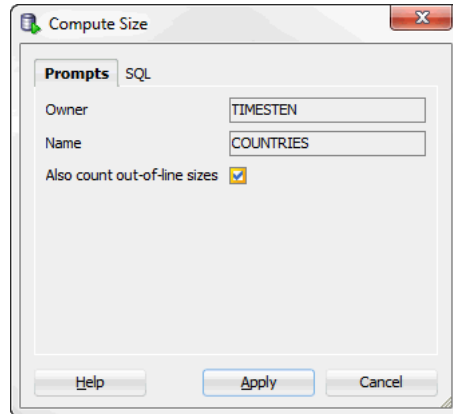 Compute Size
Prompts SQL
Owner TIMESTEN
Name COUNTRIES
Also count out-of-line sizes
Help Apply Cancel